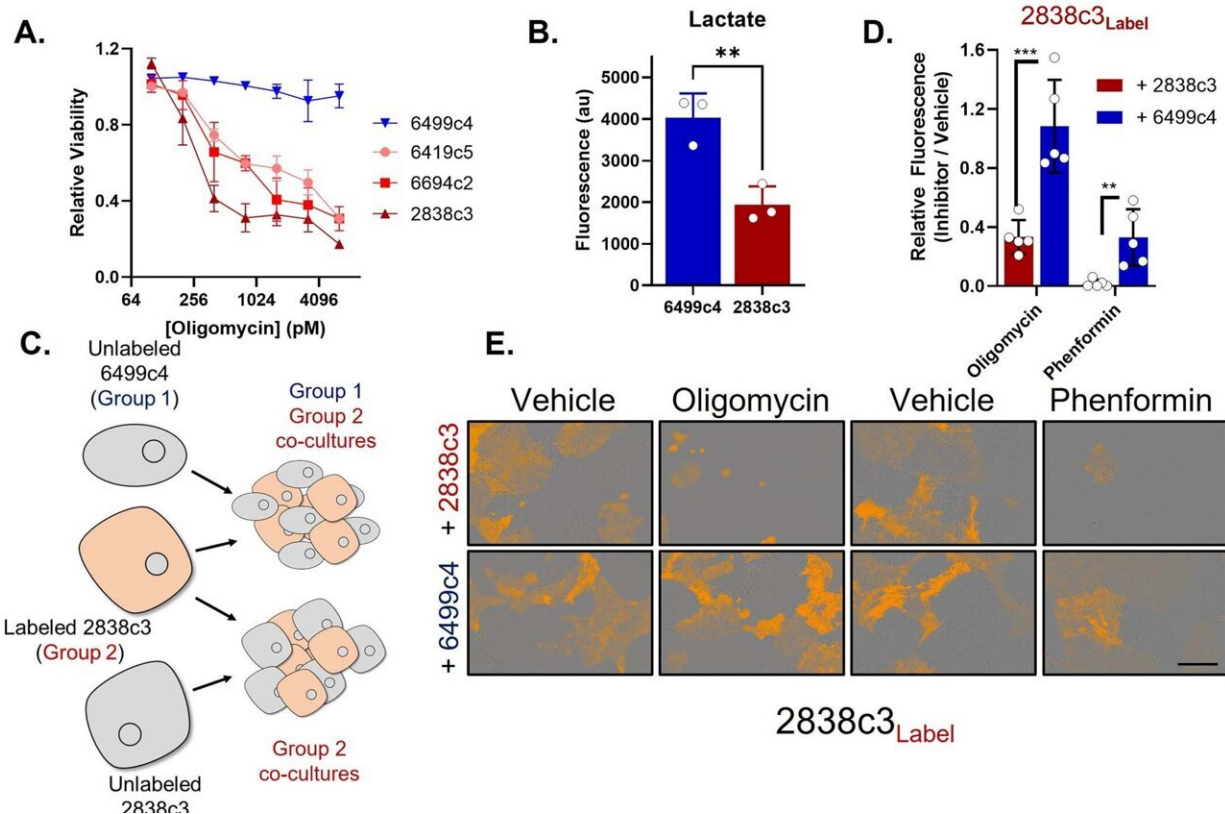 A.
Relative Viability
1.2
0.8
0.4
0.0
64
256
1024
4096
[Oligomycin] (pM)
6499c4
6419c5
6694c2
2838c3
B.
Lactate
**
Fluorescence (au)
5000
4000
3000
2000
1000
0
6499c4
2838c3
D.
2838c3Label
Relative Fluorescence
(Inhibitor / Vehicle)
1.6
1.2
0.8
0.4
0.0
***
**
+ 2838c3
+ 6499c4
Oligomycin
Phenformin
C.
Unlabeled
6499c4
(Group 1)
Group 1
Group 2
co-cultures
Labeled 2838c3
(Group 2)
Group 2
co-cultures
Unlabeled
2838c3
E.
Vehicle
Oligomycin
Vehicle
Phenformin
+ 2838c3
+ 6499c4
2838c3Label